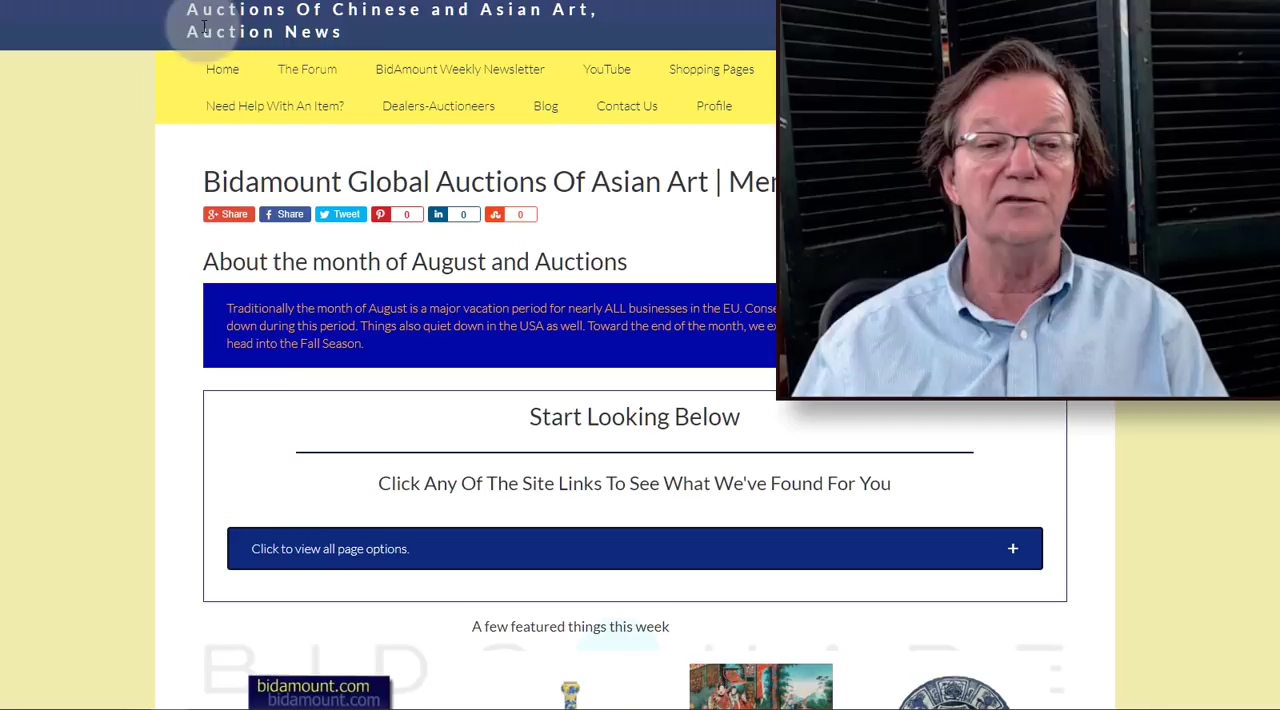 Auctions Of Chinese and Asian Art,
Auction News
Home The Forum BidAmount Weekly Newsletter YouTube Shopping Pages
Need Help With An Item? Dealers-Auctioneers Blog Contact Us Profile
Bidamount Global Auctions Of Asian Art |
Share Share Tweet 0 0 0
About the month of August and Auctions
Traditionally the month of August is a major vacation period for nearly ALL businesses in the EU.
down during this period. Things also quiet down in the USA as well. Toward the end of the month, we
head into the Fall Season.
Start Looking Below
Click Any Of The Site Links To See What We've Found For You
Click to view all page options. +
A few featured things this week
bidamount.com
bidamount.com